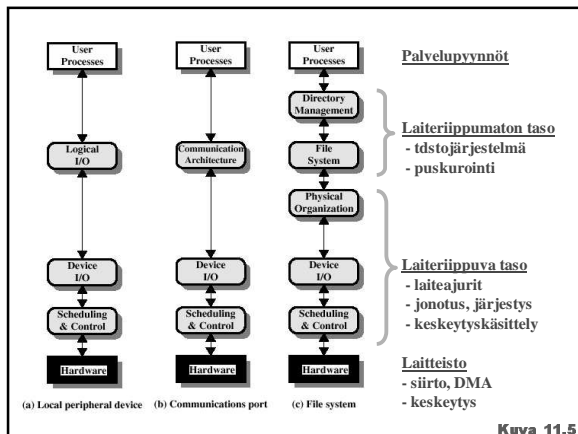 User
Processes
User
Processes
User
Processes
Palvelupyynnöt
Directory
Management
Logical
I/O
Communication
Architecture
File
System
Laiteriippumaton taso
- tdstojärjestelmä
- puskurointi
Physical
Organization
Device
I/O
Device
I/O
Device
I/O
Laiteriippuva taso
- laiteajurit
- jonotus, järjestys
- keskeytyskäsittely
Scheduling
& Control
Scheduling
& Control
Scheduling
& Control
Hardware
Hardware
Hardware
Laitteisto
- siirto, DMA
- keskeytys
(a) Local peripheral device
(b) Communications port
(c) File system
Kuva 11.5